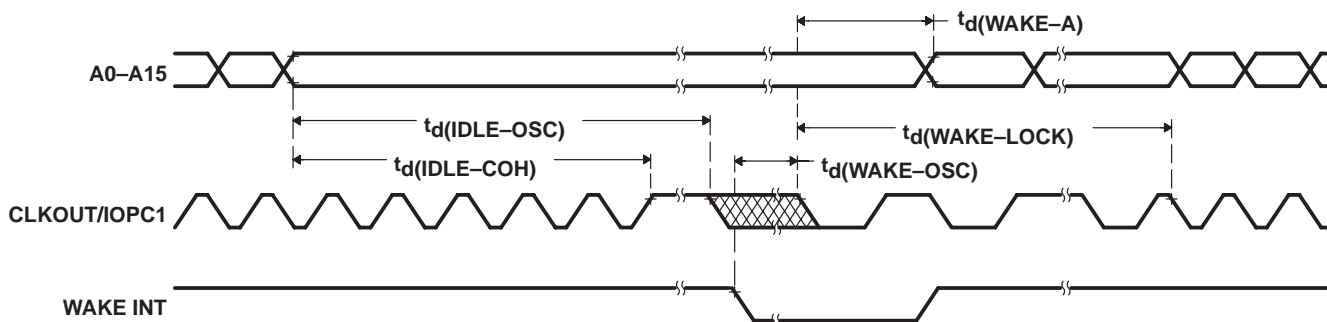 td(WAKE–A)
A0–A15
td(IDLE–OSC)
td(WAKE–LOCK)
td(IDLE–COH)
td(WAKE–OSC)
CLKOUT/IOPC1
WAKE INT